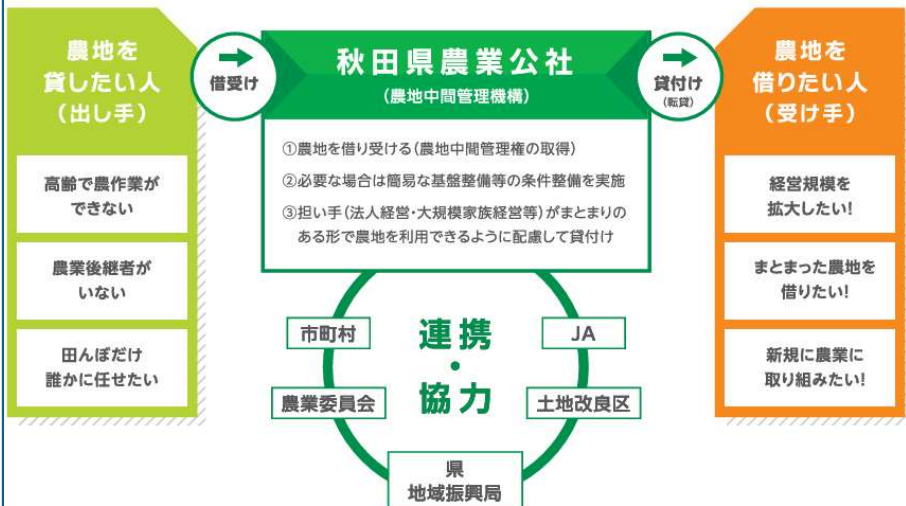 農地を
貸したい人
(出し手)
高齢で農作業が
できない
農業後継者が
いない
田んぼだけ
誰かに任せたい
借受け
秋田県農業公社
(農地中間管理機構)
①農地を借り受ける(農地中間管理権の取得)
②必要な場合は簡易な基盤整備等の条件整備を実施
③担い手(法人経営・大規模家族経営等)がまとまりの
ある形で農地を利用できるように配慮して貸付け
連携
・
協力
市町村
JA
農業委員会
土地改良区
県
地域振興局
貸付け
(転貸)
農地を
借りたい人
(受け手)
経営規模を
拡大したい!
まとまった農地を
借りたい!
新規に農業に
取り組みたい!